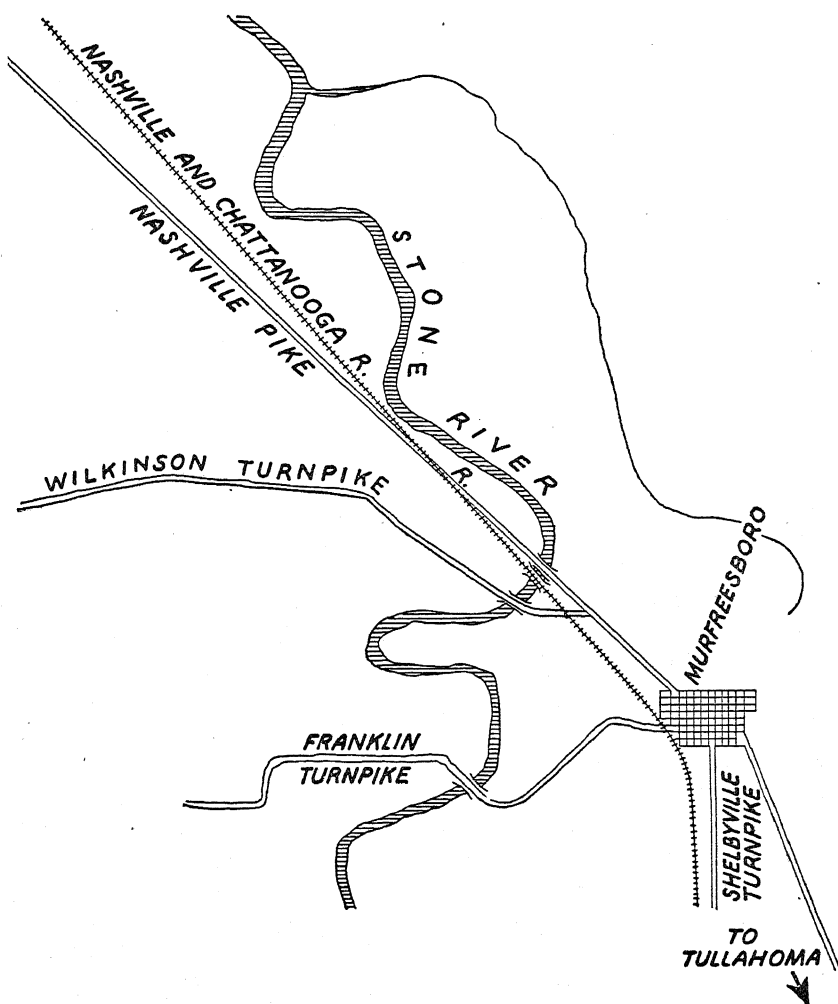 NASHVILLE AND CHATTANOOGA R. R.
NASHVILLE PIKE
STONE RIVER
WILKINSON TURNPIKE
MURFREESBORO
FRANKLIN
TURNPIKE
SHELBYVILLE
TURNPIKE
TO
TULLAHOMA